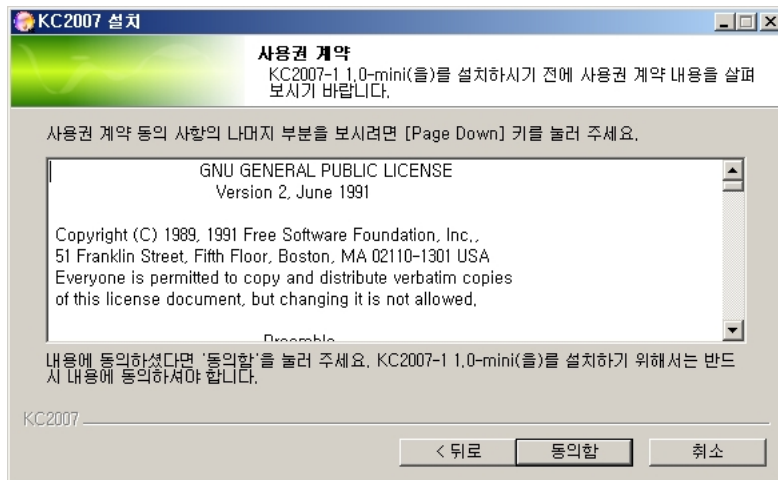 KC2007 설치
사용권 계약
KC2007-1 1.0-mini(을)를 설치하시기 전에 사용권 계약 내용을 살펴
보시기 바랍니다.
사용권 계약 동의 사항의 나머지 부분을 보시려면 [Page Down] 키를 눌러 주세요.
GNU GENERAL PUBLIC LICENSE
Version 2, June 1991
Copyright (C) 1989, 1991 Free Software Foundation, Inc.,
51 Franklin Street, Fifth Floor, Boston, MA 02110-1301 USA
Everyone is permitted to copy and distribute verbatim copies
of this license document, but changing it is not allowed.
Preamble
내용에 동의하셨다면 '동의함'을 눌러 주세요. KC2007-1 1.0-mini(을)를 설치하기 위해서는 반드
시 내용에 동의하셔야 합니다.
KC2007
< 뒤로 동의함 취소